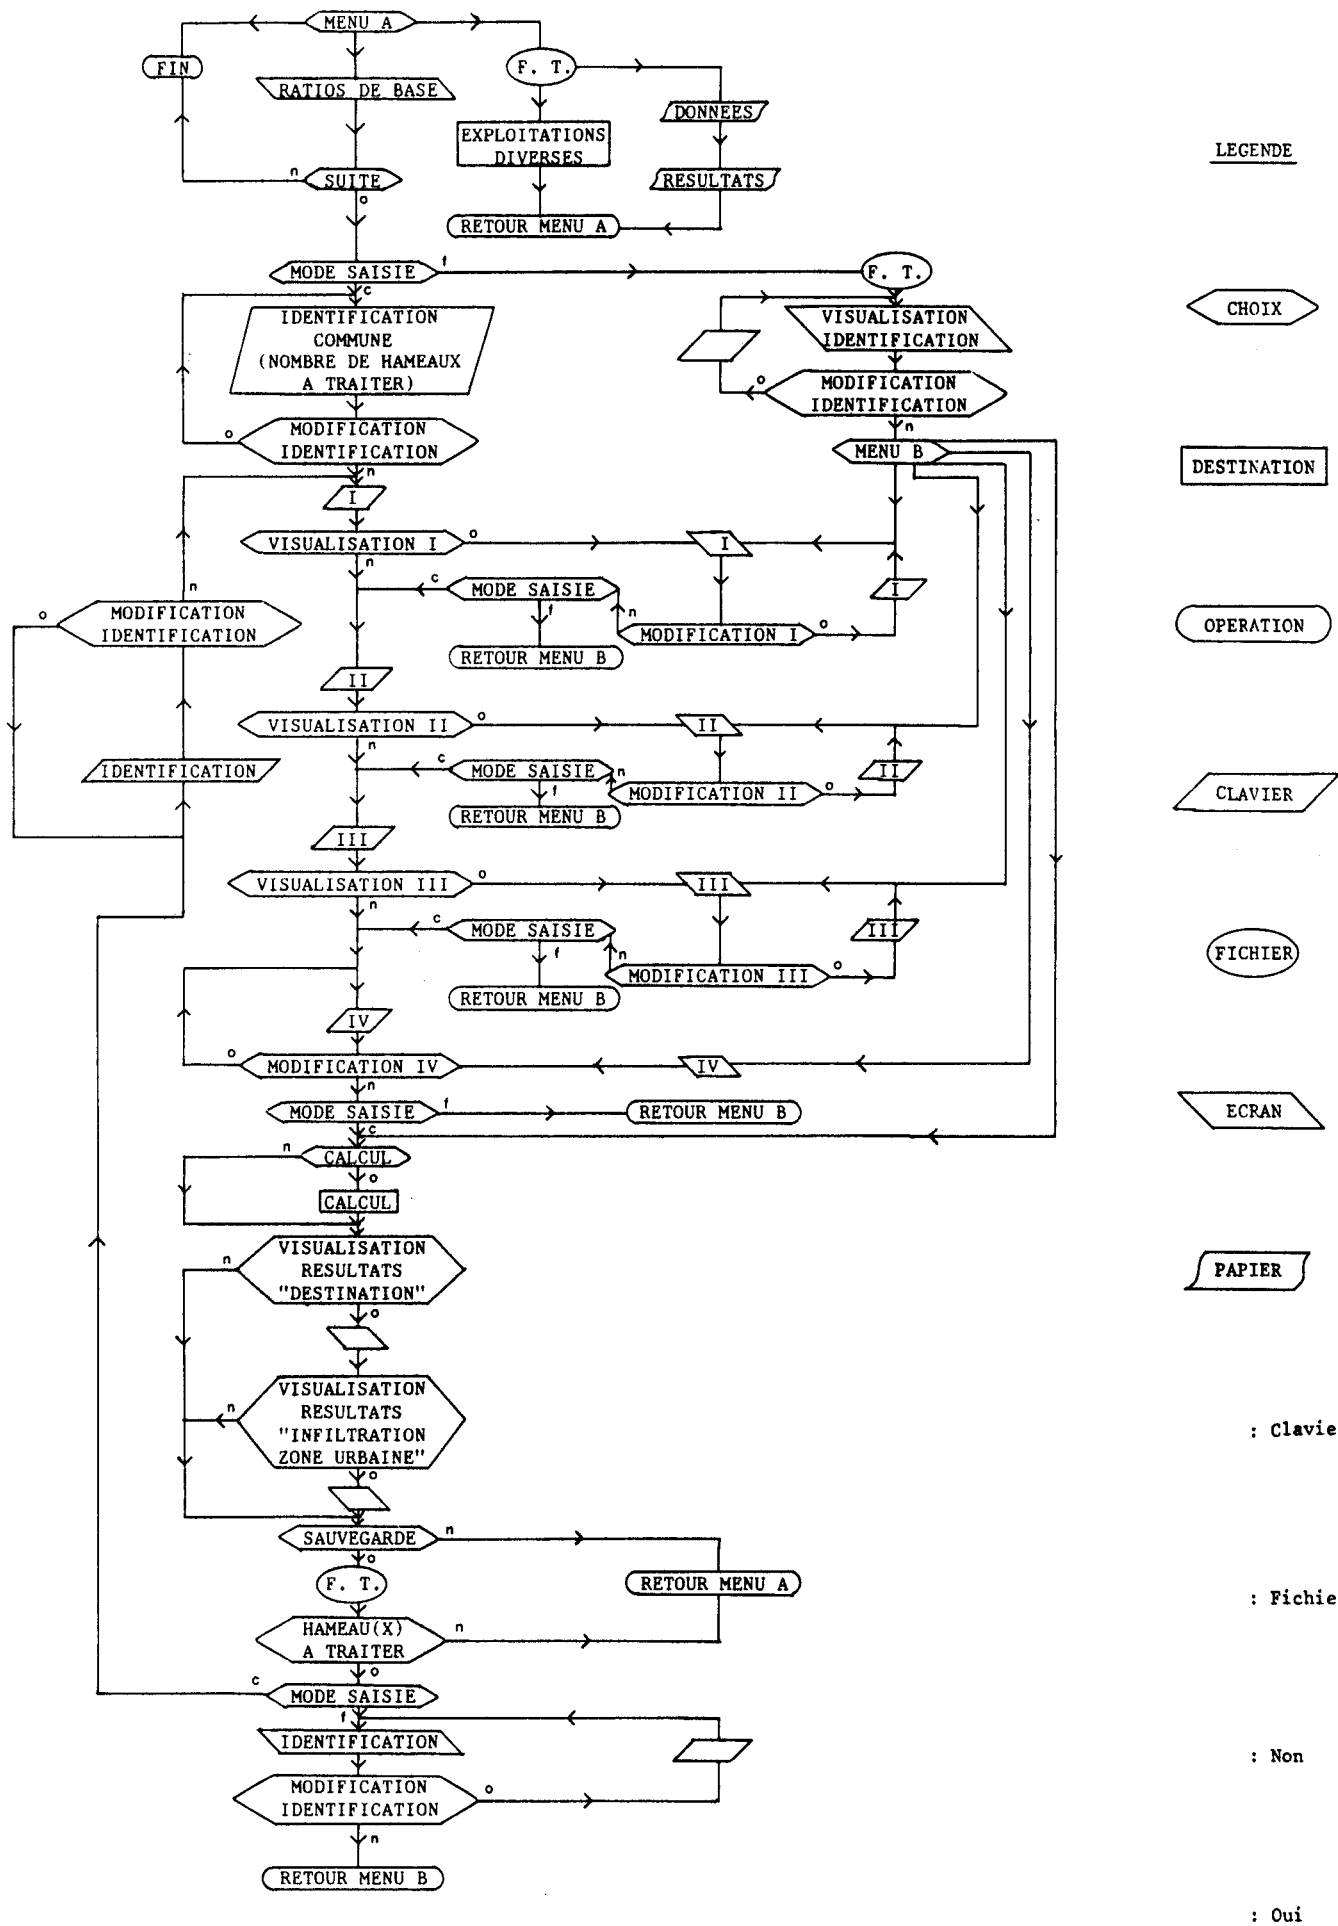 MENU A
FIN
F. T.
RATIOS DE BASE
DONNEES
EXPLOITATIONS
DIVERSES
LEGENDE
n
SUITE
RESULTATS
o
RETOUR MENU A
MODE SAISIE
f
F. T.
c
IDENTIFICATION
COMMUNE
(NOMBRE DE HAMEAUX
A TRAITER)
VISUALISATION
IDENTIFICATION
CHOIX
o
MODIFICATION
IDENTIFICATION
o
MODIFICATION
IDENTIFICATION
n
MENU B
n
DESTINATION
I
VISUALISATION I
o
I
n
c
MODE SAISIE
I
n
f
n
o
MODIFICATION
IDENTIFICATION
MODIFICATION I
o
OPERATION
RETOUR MENU B
II
VISUALISATION II
o
II
n
c
MODE SAISIE
n
II
IDENTIFICATION
f
MODIFICATION II
o
CLAVIER
RETOUR MENU B
III
VISUALISATION III
o
III
n
c
MODE SAISIE
III
f
n
MODIFICATION III
o
FICHIER
RETOUR MENU B
IV
o
MODIFICATION IV
IV
n
MODE SAISIE
f
RETOUR MENU B
ECRAN
c
n
CALCUL
o
CALCUL
n
VISUALISATION
RESULTATS
"DESTINATION"
PAPIER
o
n
VISUALISATION
RESULTATS
"INFILTRATION
ZONE URBAINE"
: Clavie
o
SAUVEGARDE
n
o
F. T.
RETOUR MENU A
: Fichie
HAMEAU(X)
A TRAITER
n
o
c
MODE SAISIE
f
IDENTIFICATION
: Non
MODIFICATION
IDENTIFICATION
o
n
RETOUR MENU B
: Oui